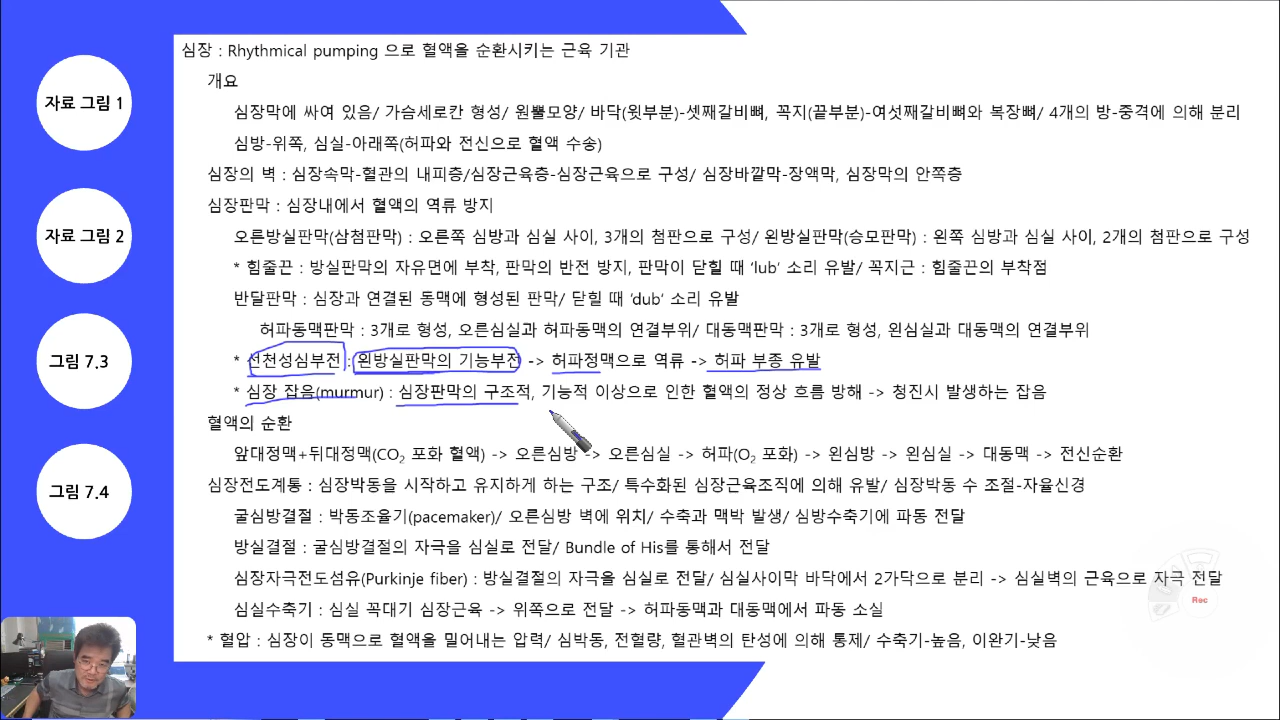 자료 그림 1
자료 그림 2
그림 7.3
그림 7.4
심장 : Rhythmical pumping 으로 혈액을 순환시키는 근육 기관
개요
심장막에 싸여 있음/ 가슴세로칸 형성/ 원뿔모양/ 바닥(윗부분)-셋째갈비뼈, 꼭지(끝부분)-여섯째갈비뼈와 복장뼈/ 4개의 방-중격에 의해 분리
심방-위쪽, 심실-아래쪽(허파와 전신으로 혈액 수송)
심장의 벽 : 심장속막-혈관의 내피층/심장근육층-심장근육으로 구성/ 심장바깥막-장액막, 심장막의 안쪽층
심장판막 : 심장내에서 혈액의 역류 방지
오른방실판막(삼첨판막) : 오른쪽 심방과 심실 사이, 3개의 첨판으로 구성/ 왼방실판막(승모판막) : 왼쪽 심방과 심실 사이, 2개의 첨판으로 구성
* 힘줄끈 : 방실판막의 자유면에 부착, 판막의 반전 방지, 판막이 닫힐 때 ‘lub’ 소리 유발/ 꼭지근 : 힘줄끈의 부착점
반달판막 : 심장과 연결된 동맥에 형성된 판막/ 닫힐 때 ‘dub’ 소리 유발
허파동맥판막 : 3개로 형성, 오른심실과 허파동맥의 연결부위/ 대동맥판막 : 3개로 형성, 왼심실과 대동맥의 연결부위
* 선천성심부전 : 왼방실판막의 기능부전 -> 허파정맥으로 역류 -> 허파 부종 유발
* 심장 잡음(murmur) : 심장판막의 구조적, 기능적 이상으로 인한 혈액의 정상 흐름 방해 -> 청진시 발생하는 잡음
혈액의 순환
앞대정맥+뒤대정맥(CO₂ 포화 혈액) -> 오른심방 -> 오른심실 -> 허파(O₂ 포화) -> 왼심방 -> 왼심실 -> 대동맥 -> 전신순환
심장전도계통 : 심장박동을 시작하고 유지하게 하는 구조/ 특수화된 심장근육조직에 의해 유발/ 심장박동 수 조절-자율신경
굴심방결절 : 박동조율기(pacemaker)/ 오른심방 벽에 위치/ 수축과 맥박 발생/ 심방수축기에 파동 전달
방실결절 : 굴심방결절의 자극을 심실로 전달/ Bundle of His를 통해서 전달
심장자극전도섬유(Purkinje fiber) : 방실결절의 자극을 심실로 전달/ 심실사이막 바닥에서 2가닥으로 분리 -> 심실벽의 근육으로 자극 전달
심실수축기 : 심실 꼭대기 심장근육 -> 위쪽으로 전달 -> 허파동맥과 대동맥에서 파동 소실
* 혈압 : 심장이 동맥으로 혈액을 밀어내는 압력/ 심박동, 전혈량, 혈관벽의 탄성에 의해 통제/ 수축기-높음, 이완기-낮음
Rec